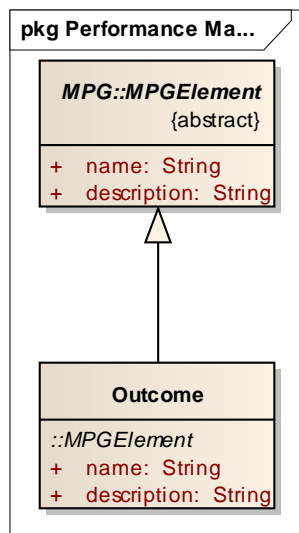 pkg Performance Ma...
MPG::MPGElement
{abstract}
+ name: String
+ description: String
Outcome
::MPGElement
+ name: String
+ description: String